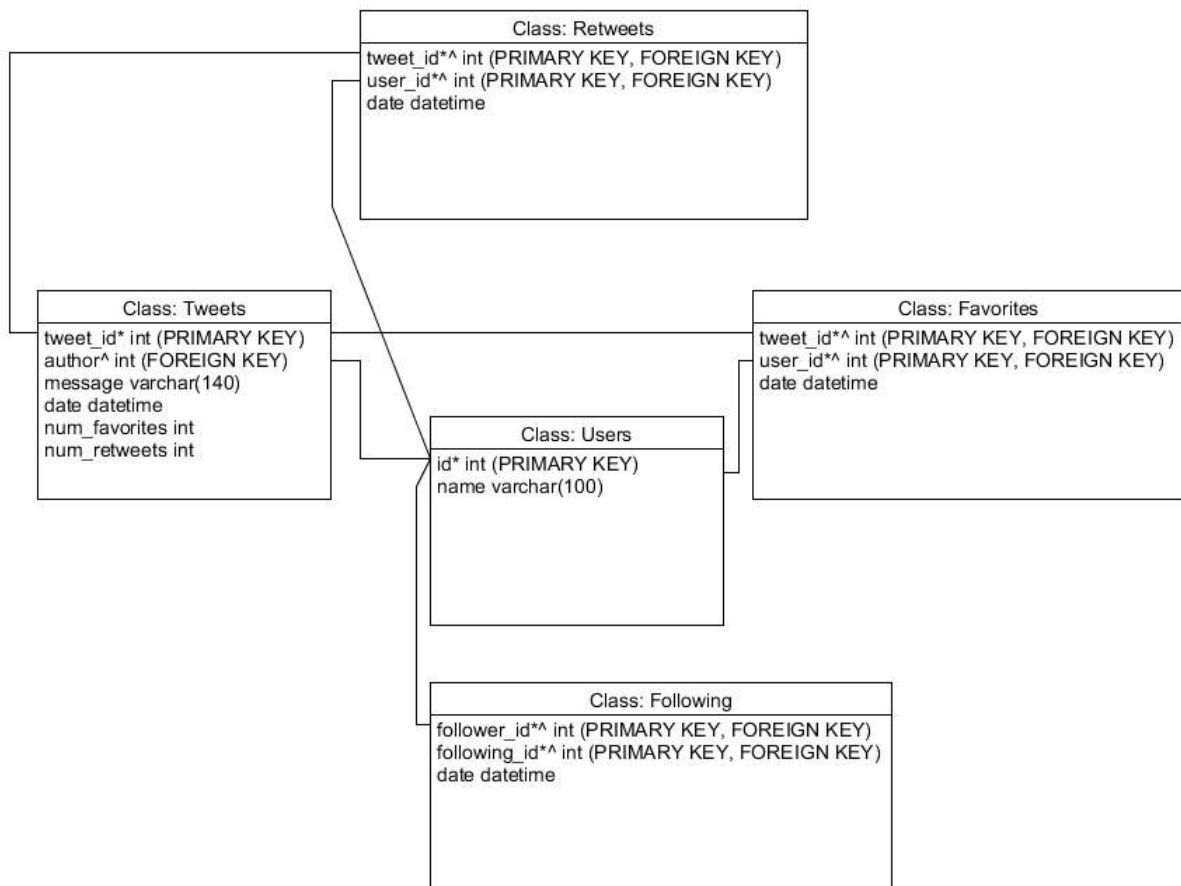 Class: Retweets
tweet_id*^ int (PRIMARY KEY, FOREIGN KEY)
user_id*^ int (PRIMARY KEY, FOREIGN KEY)
date datetime
Class: Tweets
tweet_id* int (PRIMARY KEY)
author^ int (FOREIGN KEY)
message varchar(140)
date datetime
num_favorites int
num_retweets int
Class: Favorites
tweet_id*^ int (PRIMARY KEY, FOREIGN KEY)
user_id*^ int (PRIMARY KEY, FOREIGN KEY)
date datetime
Class: Users
id* int (PRIMARY KEY)
name varchar(100)
Class: Following
follower_id*^ int (PRIMARY KEY, FOREIGN KEY)
following_id*^ int (PRIMARY KEY, FOREIGN KEY)
date datetime